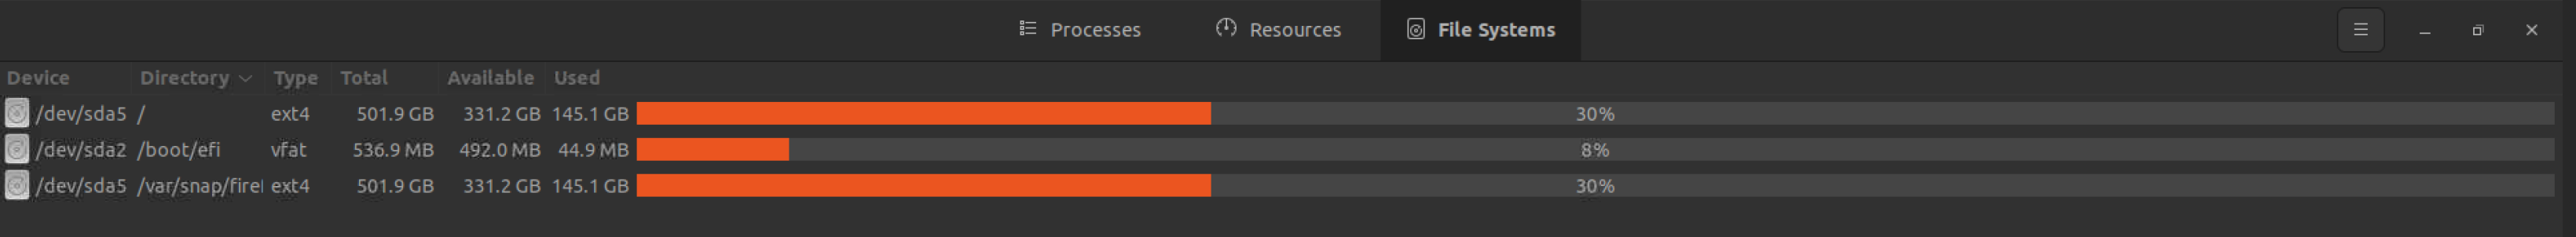 Processes Resources File Systems
Device Directory Type Total Available Used
/dev/sda5 / ext4 501.9 GB 331.2 GB 145.1 GB 30%
/dev/sda2 /boot/efi vfat 536.9 MB 492.0 MB 44.9 MB 8%
/dev/sda5 /var/snap/firef ext4 501.9 GB 331.2 GB 145.1 GB 30%